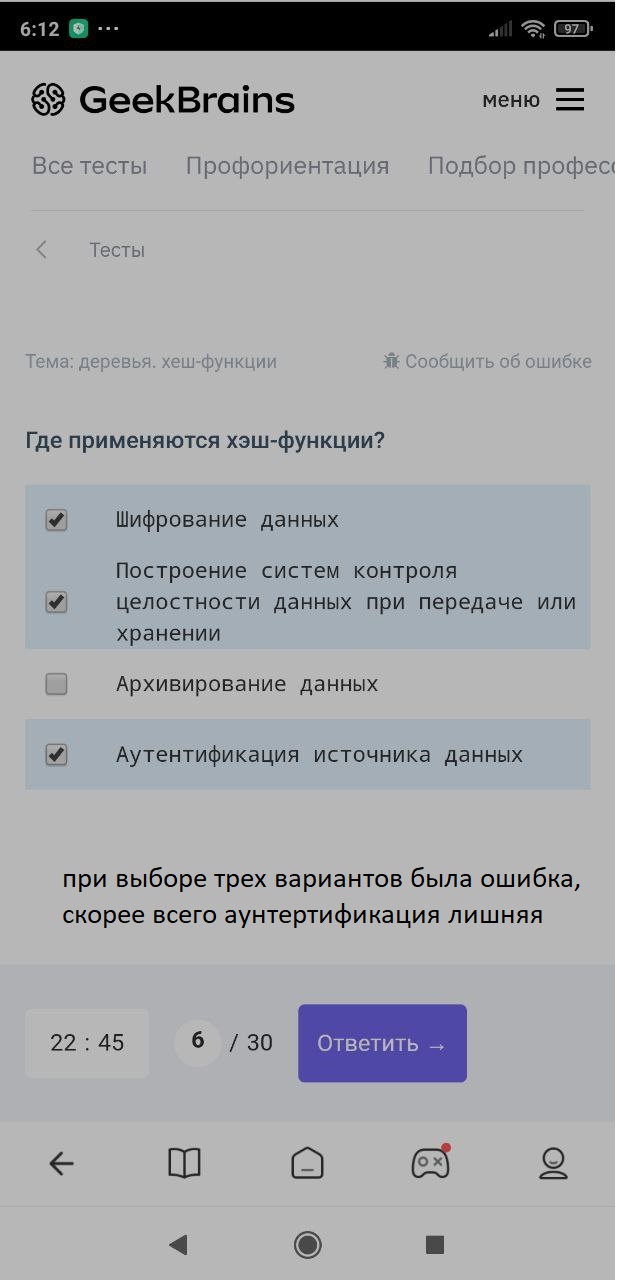 6:12 ... 97
GeekBrains меню
Все тесты Профориентация Подбор професс
Тесты
Тема: деревья. хеш-функции Сообщить об ошибке
Где применяются хэш-функции?
Шифрование данных
Построение систем контроля
целостности данных при передаче или
хранении
Архивирование данных
Аутентификация источника данных
при выборе трех вариантов была ошибка,
скорее всего аунтертификация лишняя
22 : 45 6 / 30 Ответить →